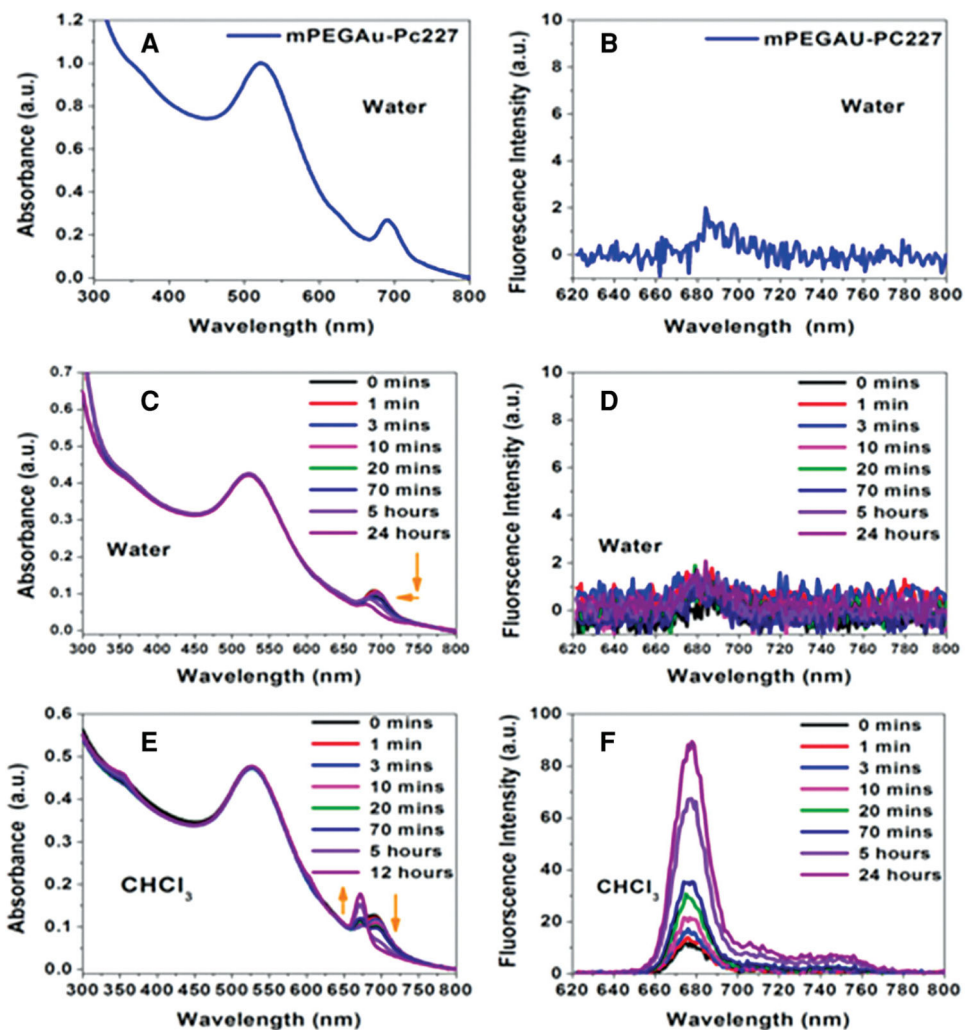 A
mPEGAu-Pc227
Water
Absorbance (a.u.)
1.2
1.0
0.8
0.6
0.4
0.2
0.0
300 400 500 600 700 800
Wavelength (nm)
B
mPEGAU-PC227
Water
Fluorescence Intensity (a.u.)
10
8
6
4
2
0
620 640 660 680 700 720 740 760 780 800
Wavelength (nm)
C
0 mins
1 min
3 mins
10 mins
20 mins
70 mins
5 hours
24 hours
Water
Absorbance (a.u.)
0.7
0.6
0.5
0.4
0.3
0.2
0.1
0.0
300 350 400 450 500 550 600 650 700 750 800
Wavelength (nm)
D
0 mins
1 min
3 mins
10 mins
20 mins
70 mins
5 hours
24 hours
Water
Fluorescence Intensity (a.u.)
10
8
6
4
2
0
620 640 660 680 700 720 740 760 780 800
Wavelength (nm)
E
0 mins
1 min
3 mins
10 mins
20 mins
70 mins
5 hours
12 hours
CHCl₃
Absorbance (a.u.)
0.6
0.5
0.4
0.3
0.2
0.1
0.0
300 350 400 450 500 550 600 650 700 750 800
Wavelength (nm)
F
0 mins
1 min
3 mins
10 mins
20 mins
70 mins
5 hours
24 hours
CHCl₃
Fluorescence Intensity (a.u.)
100
80
60
40
20
0
620 640 660 680 700 720 740 760 780 800
Wavelength (nm)